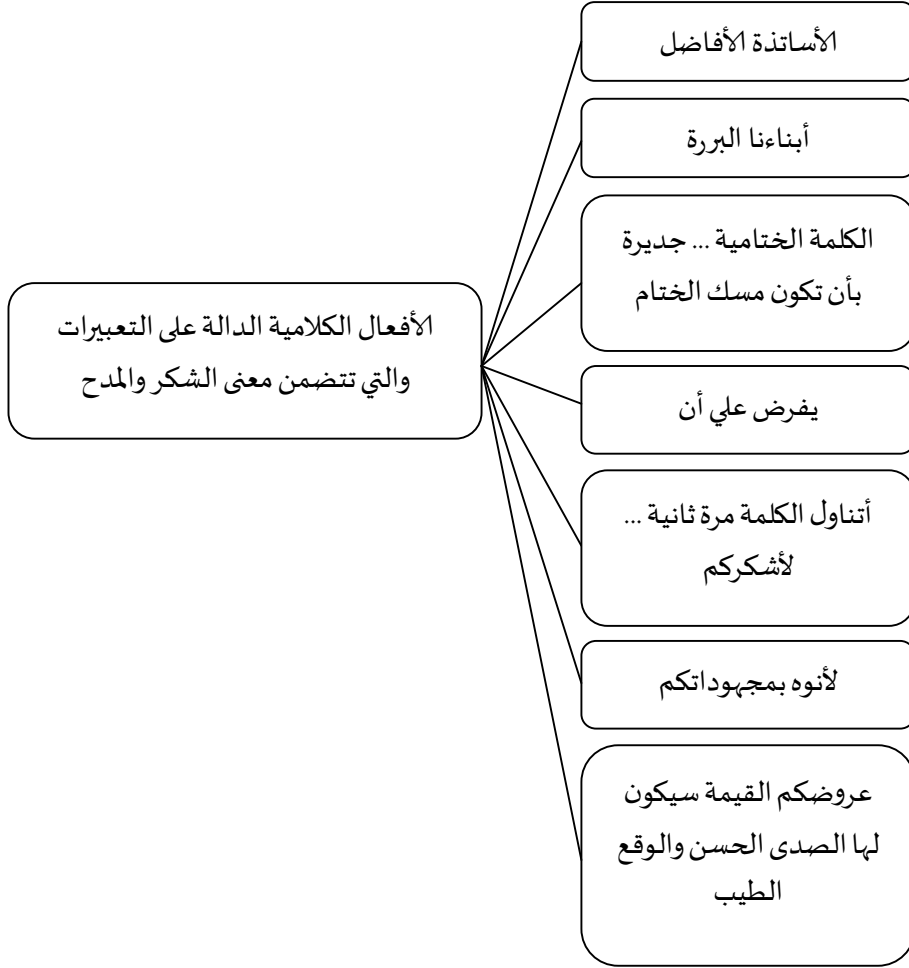 الأساتذة الأفاضل
أبناءنا البررة
الكلمة الختامية ... جديرة
بأن تكون مسك الختام
الأفعال الكلامية الدالة على التعبيرات
والتي تتضمن معنى الشكر والمدح
يفرض علي أن
أتناول الكلمة مرة ثانية ...
لأشكركم
لأنوه بمجهوداتكم
عروضكم القيمة سيكون
لها الصدى الحسن والوقع
الطيب